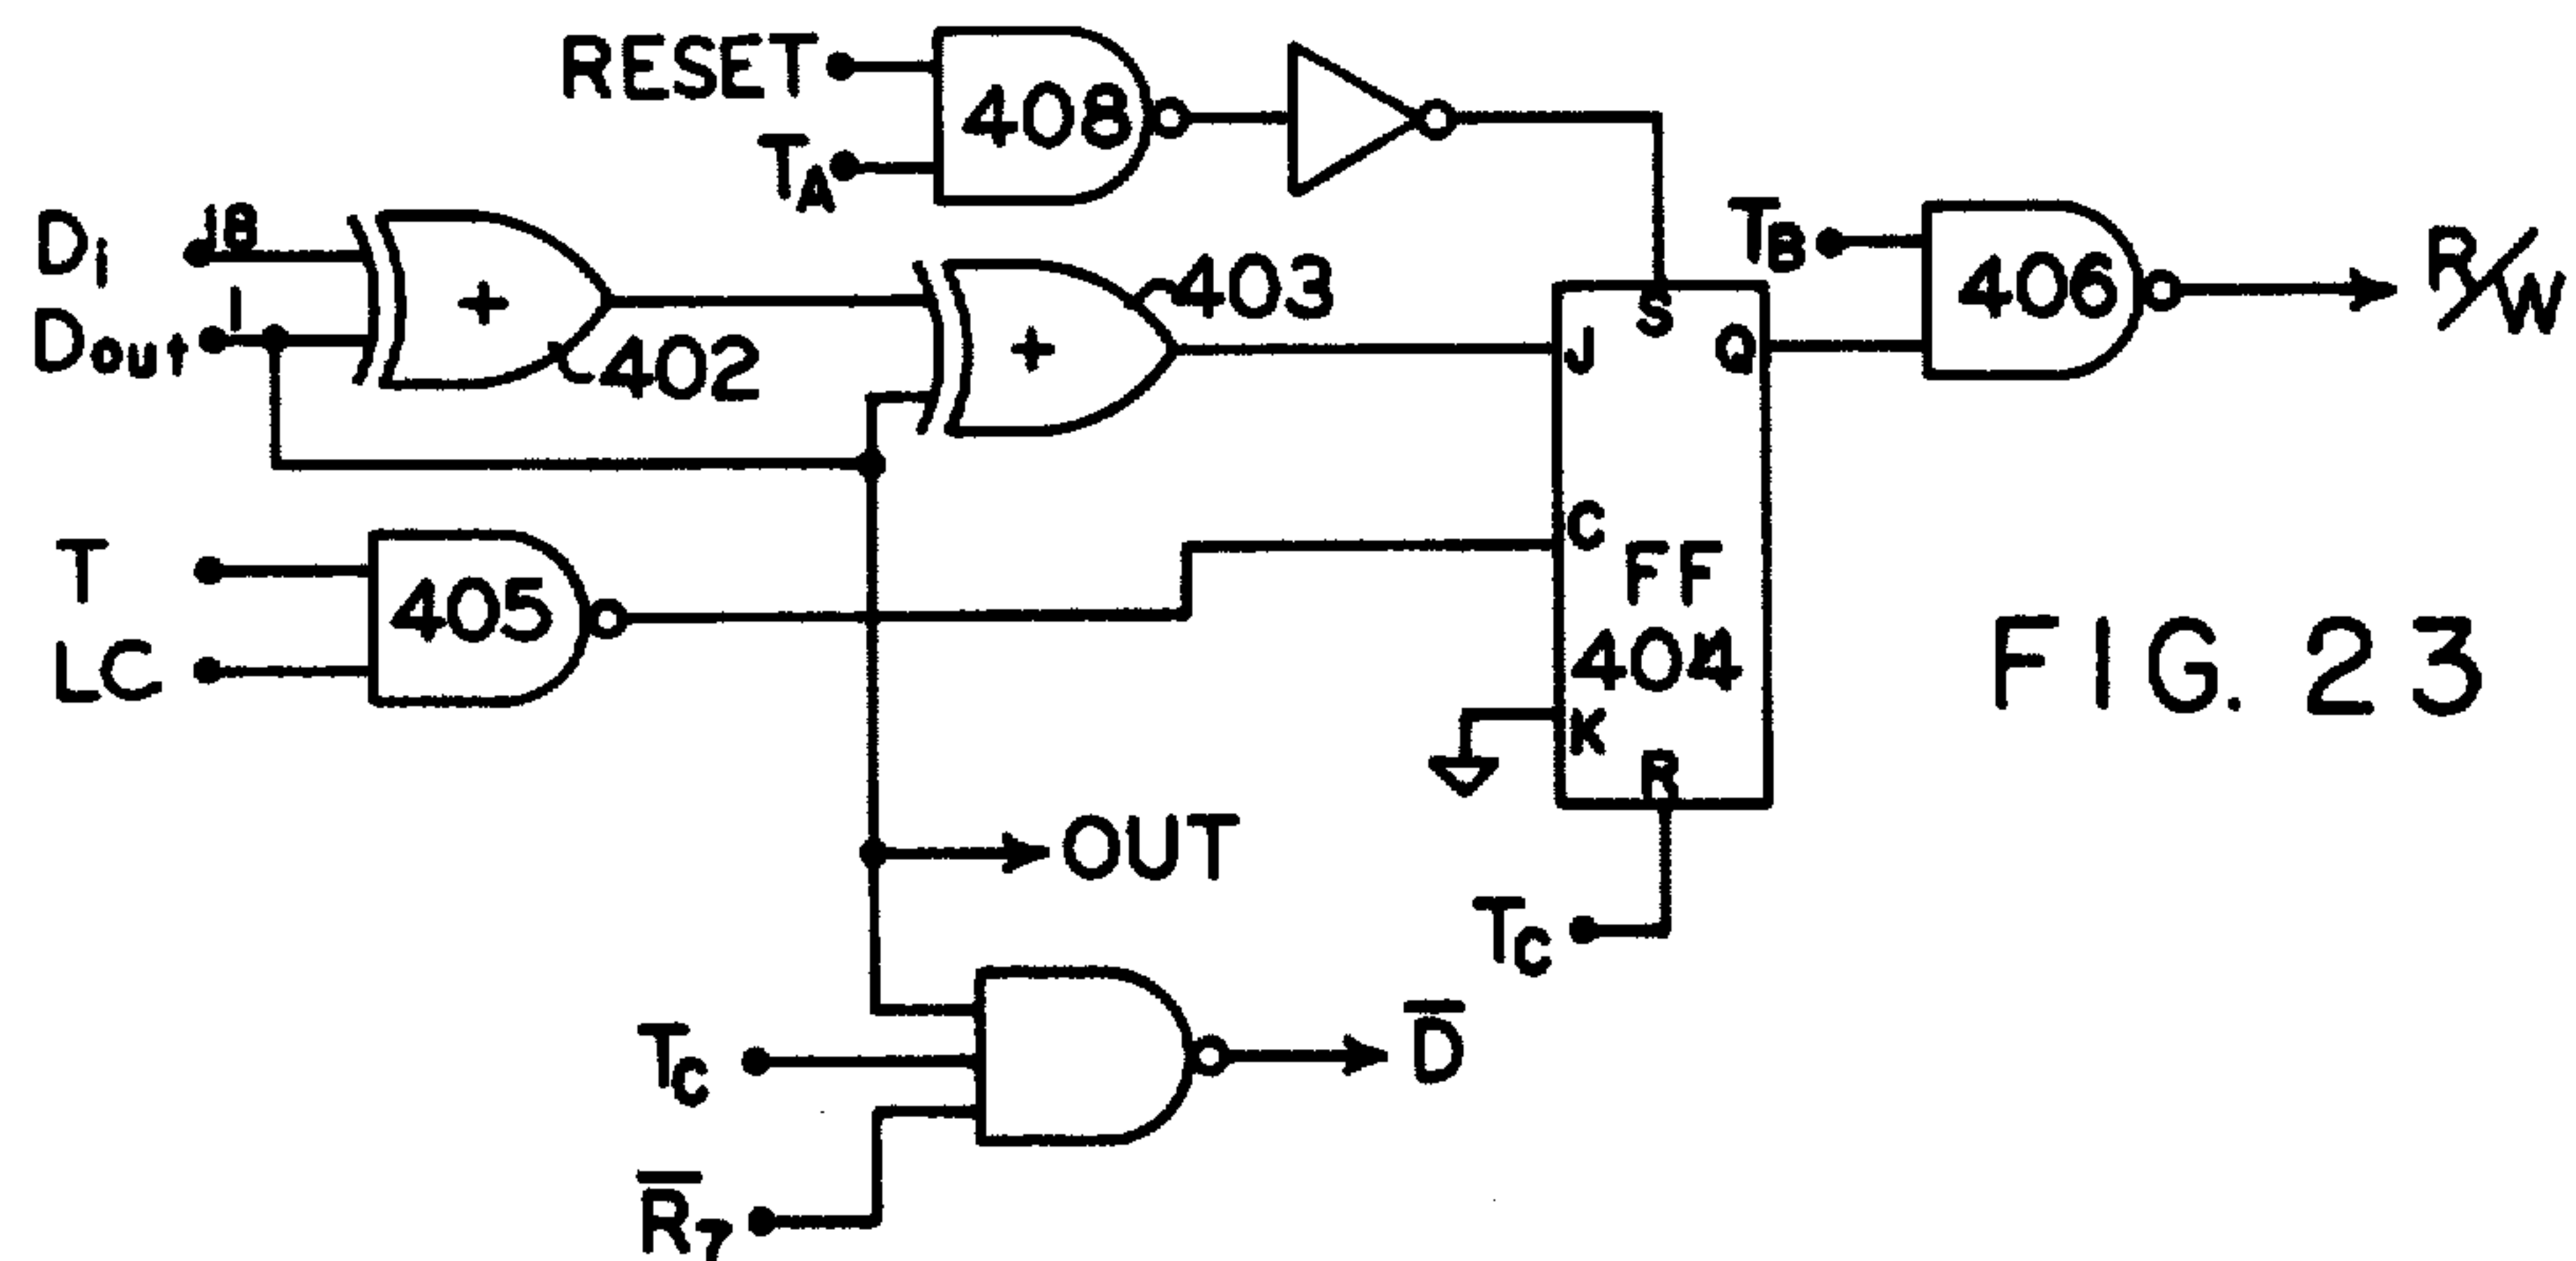 RESET
408
TA
Di
18
+
402
Dout
1
+
403
TB
406
R/W
S
J
Q
C
FF
404
K
R
T
405
LC
FIG. 23
OUT
TC
TC
D̅
R̅7